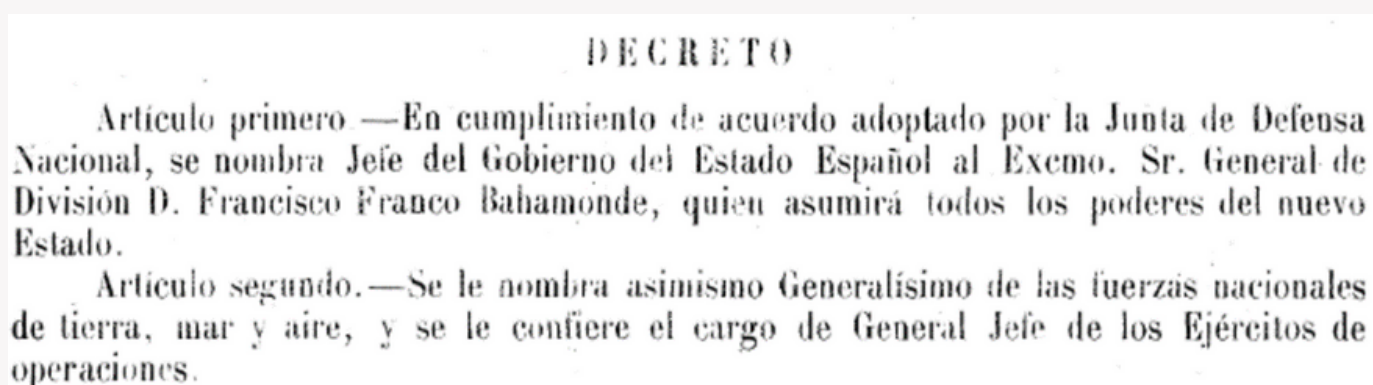 DECRETO
Artículo primero.—En cumplimiento de acuerdo adoptado por la Junta de Defensa
Nacional, se nombra Jefe del Gobierno del Estado Español al Excmo. Sr. General de
División D. Francisco Franco Bahamonde, quien asumirá todos los poderes del nuevo
Estado.
Artículo segundo.—Se le nombra asimismo Generalísimo de las fuerzas nacionales
de tierra, mar y aire, y se le confiere el cargo de General Jefe de los Ejércitos de
operaciones.